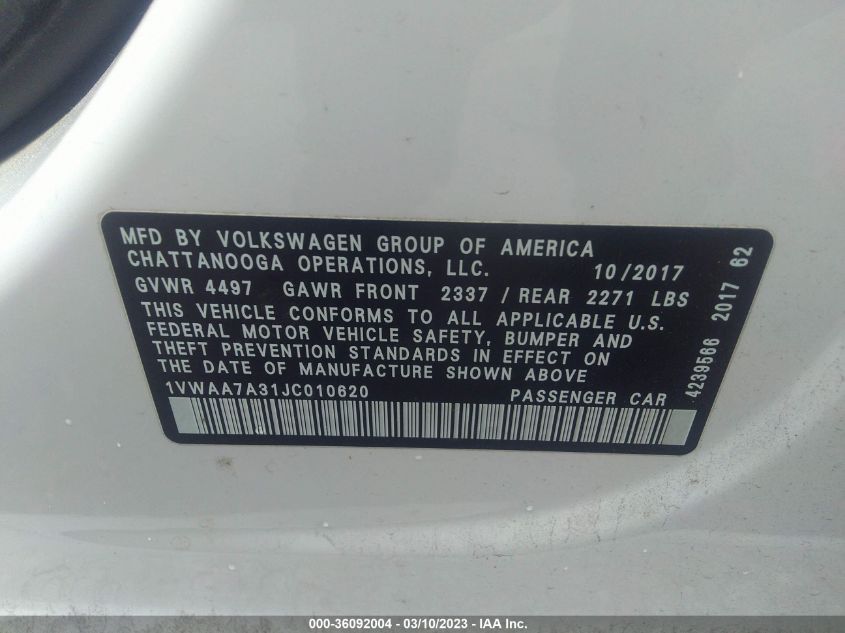 MFD BY VOLKSWAGEN GROUP OF AMERICA
CHATTANOOGA OPERATIONS, LLC. 10/2017
GVWR 4497 GAWR FRONT 2337 / REAR 2271 LBS
THIS VEHICLE CONFORMS TO ALL APPLICABLE U.S.
FEDERAL MOTOR VEHICLE SAFETY, BUMPER AND
THEFT PREVENTION STANDARDS IN EFFECT ON
THE DATE OF MANUFACTURE SHOWN ABOVE
1VWAA7A31JC010620 PASSENGER CAR
4239566 2017 62
000-36092004 - 03/10/2023 - IAA Inc.